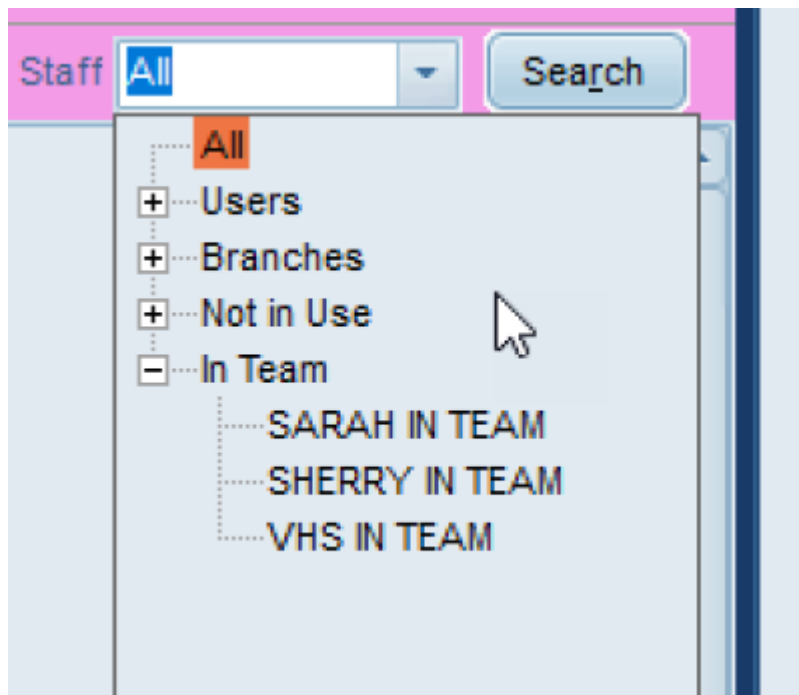 Staff All Search
All
Users
Branches
Not in Use
In Team
SARAH IN TEAM
SHERRY IN TEAM
VHS IN TEAM